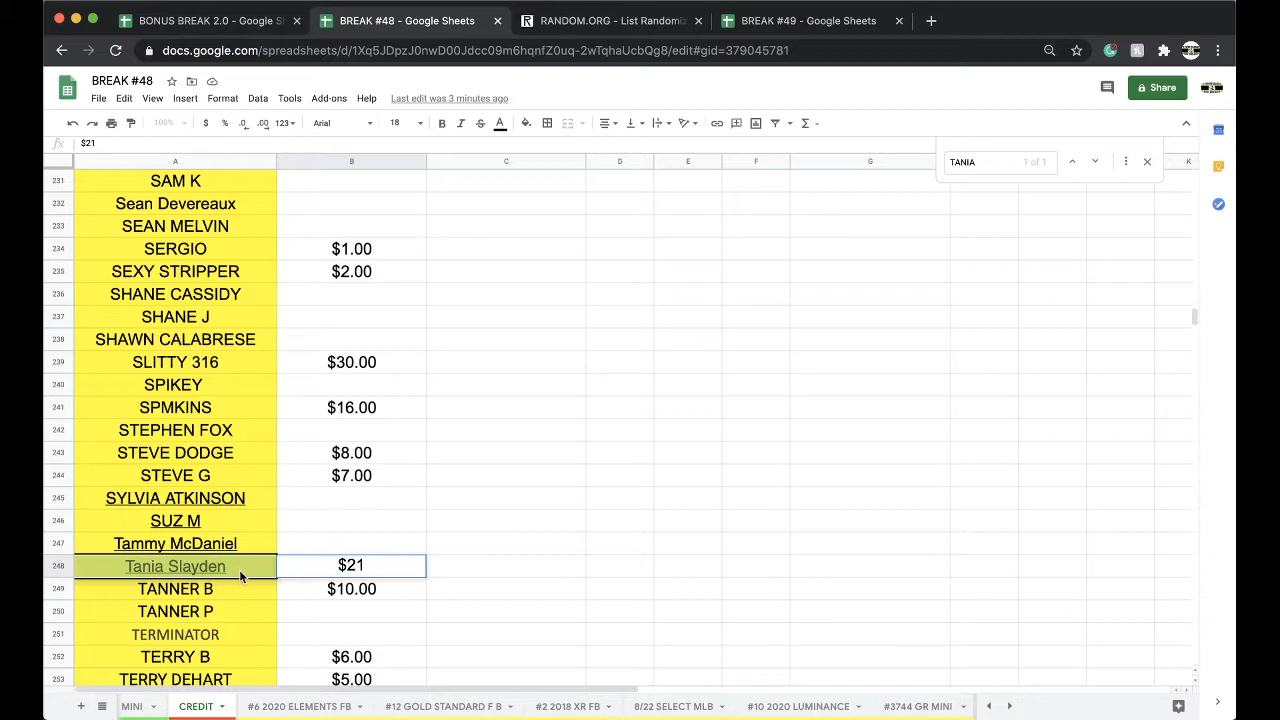 BONUS BREAK 2.0 - Google S
BREAK #48 - Google Sheets
RANDOM.ORG - List Randomiz
BREAK #49 - Google Sheets
docs.google.com/spreadsheets/d/1Xq5JDpzJ0nwD00Jdcc09m6hqnfZ0uq-2wTqhaUcbQg8/edit#gid=379045781
BREAK #48
File Edit View Insert Format Data Tools Add-ons Help Last edit was 3 minutes ago
Share
100% $ % .0 .00 123 Arial 18 B I S A
fx $21
TANIA 1 of 1
A B C D E F G K
231 SAM K
232 Sean Devereaux
233 SEAN MELVIN
234 SERGIO $1.00
235 SEXY STRIPPER $2.00
236 SHANE CASSIDY
237 SHANE J
238 SHAWN CALABRESE
239 SLITTY 316 $30.00
240 SPIKEY
241 SPMKINS $16.00
242 STEPHEN FOX
243 STEVE DODGE $8.00
244 STEVE G $7.00
245 SYLVIA ATKINSON
246 SUZ M
247 Tammy McDaniel
248 Tania Slayden $21
249 TANNER B $10.00
250 TANNER P
251 TERMINATOR
252 TERRY B $6.00
253 TERRY DEHART $5.00
MINI CREDIT #6 2020 ELEMENTS FB #12 GOLD STANDARD F B #2 2018 XR FB 8/22 SELECT MLB #10 2020 LUMINANCE #3744 GR MINI